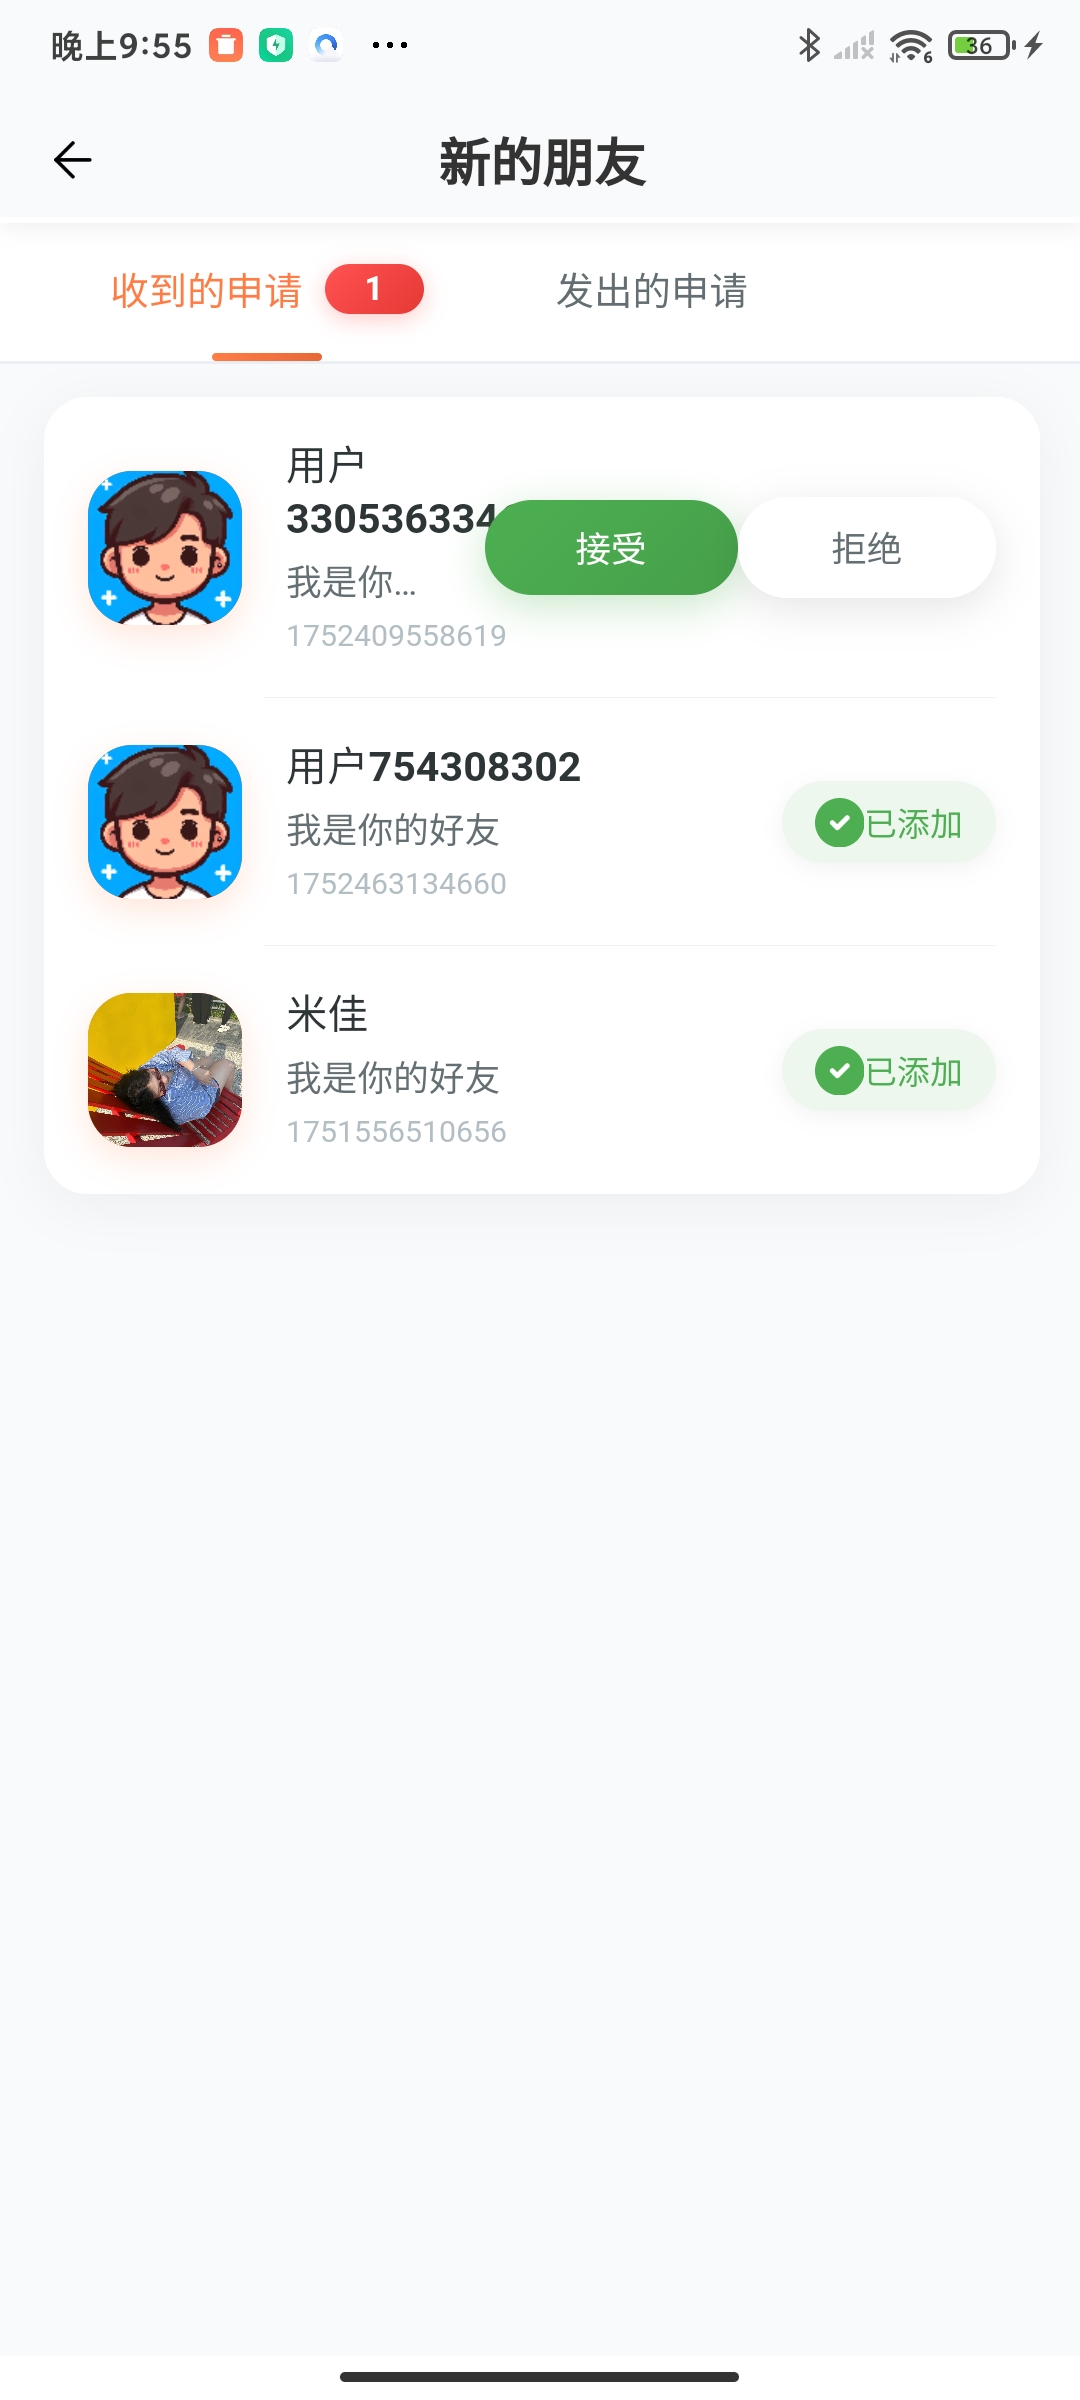 晚上9:55
6
36
新的朋友
收到的申请 1
发出的申请
用户
330536334
我是你...
1752409558619
接受
拒绝
用户754308302
我是你的好友
1752463134660
已添加
米佳
我是你的好友
1751556510656
已添加